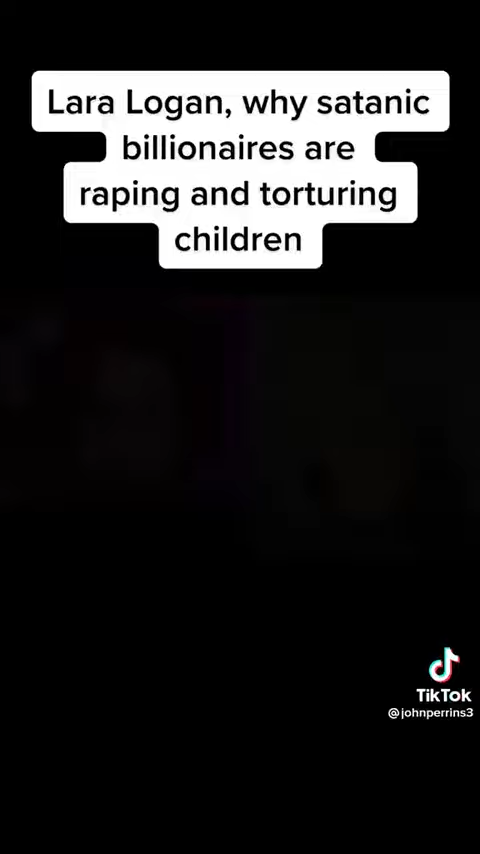 Lara Logan, why satanic
billionaires are
raping and torturing
children
TikTok
@johnperrins3